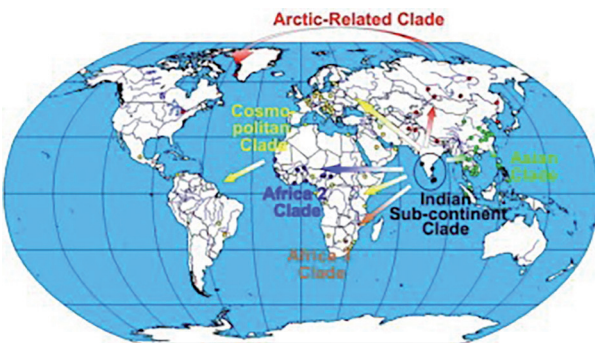 Arctic-Related Clade
Cosmo
politan
Clade
Asian
Clade
Africa 2
Clade
Indian
Sub-continent
Clade
Africa 1
Clade